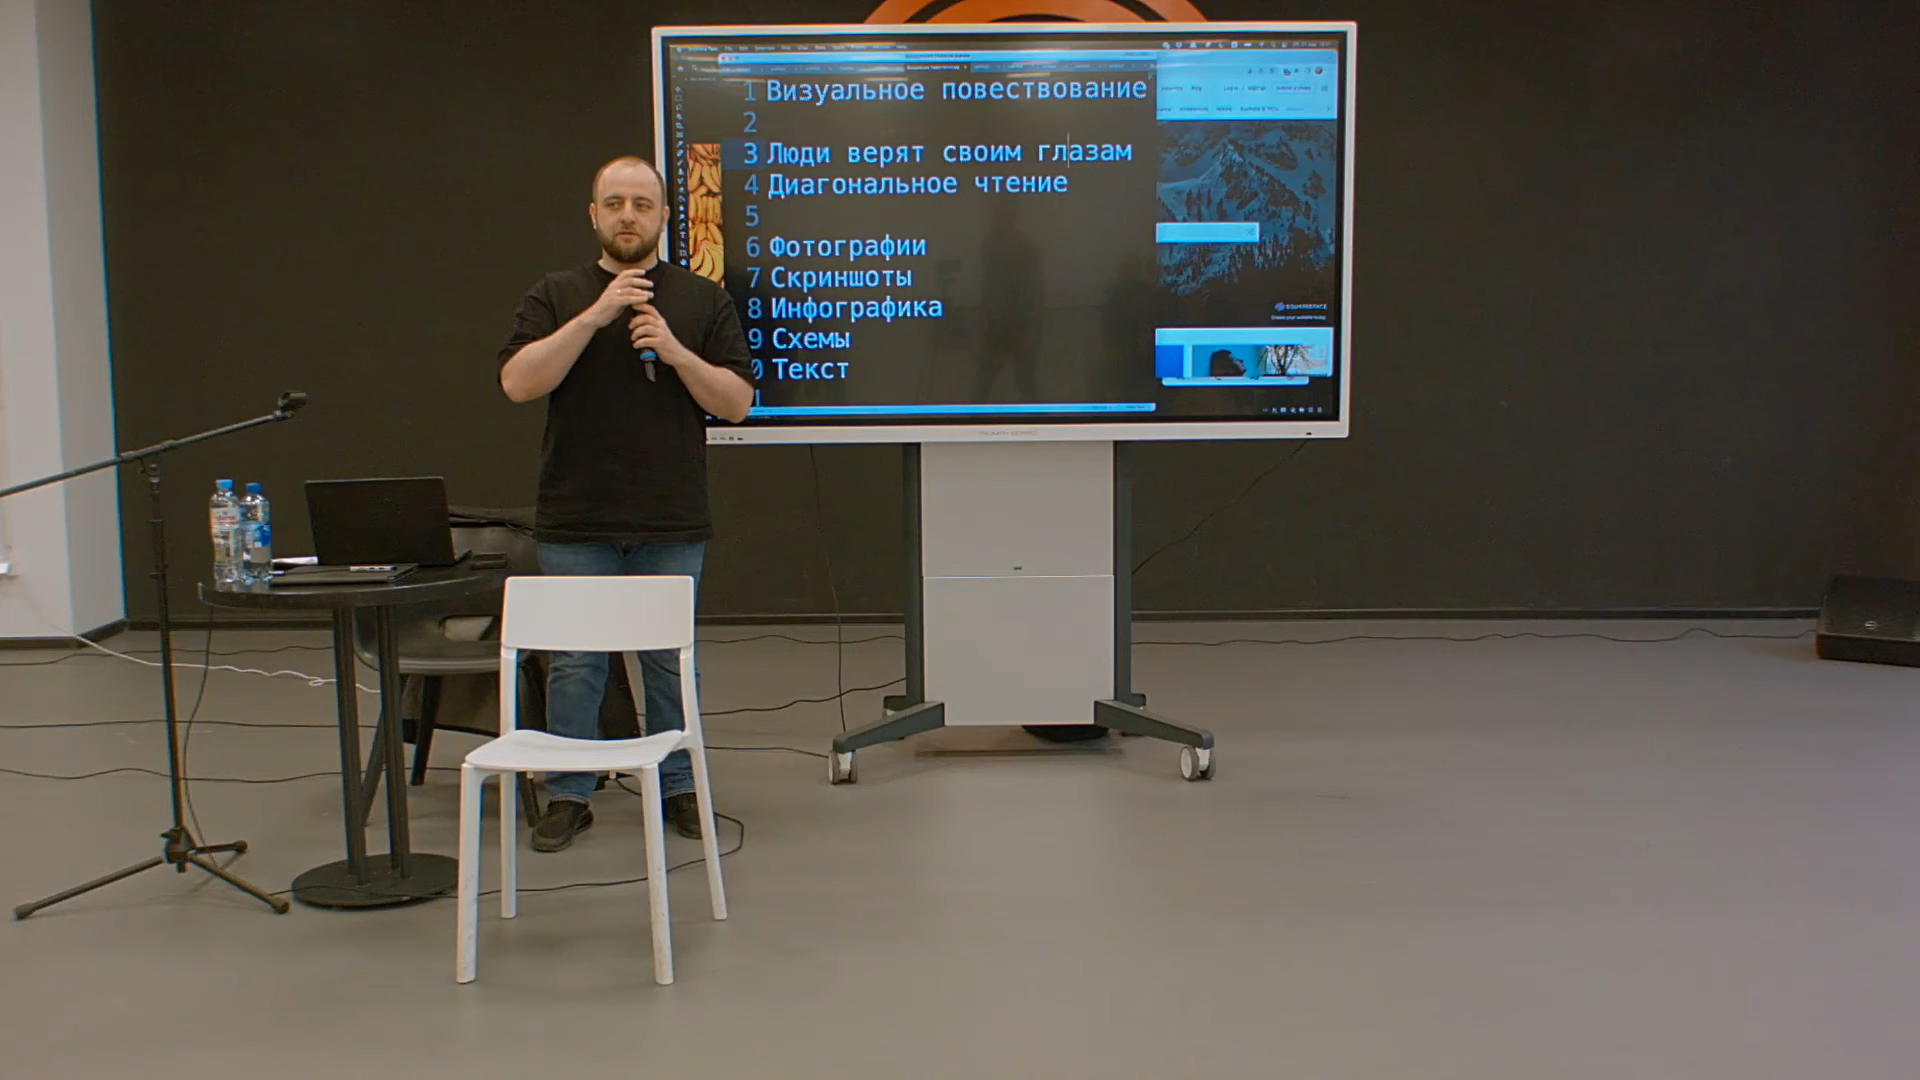 1 Визуальное повествование
2
3 Люди верят своим глазам
4 Диагональное чтение
5
6 Фотографии
7 Скриншоты
8 Инфографика
9 Схемы
0 Текст